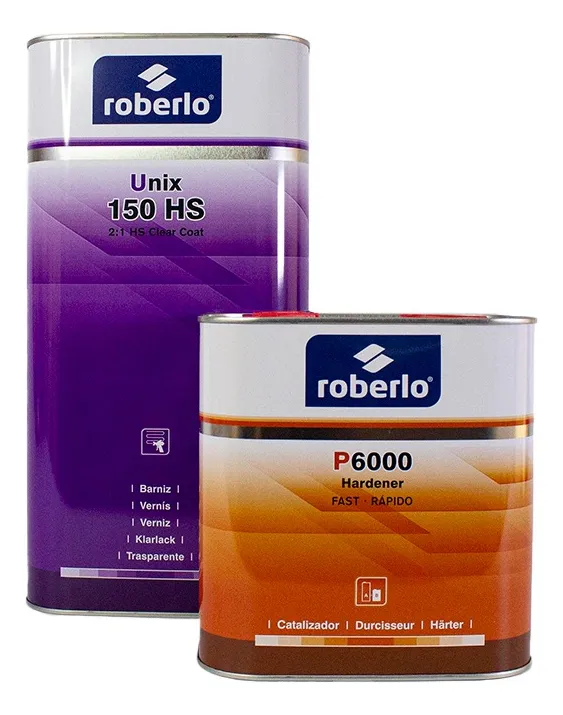 roberlo®
Unix
150 HS
2:1 HS Clear Coat
| Barniz |
| Vernis |
| Verniz |
| Klarlack |
| Trasparente |
roberlo®
P6000
Hardener
FAST · RÁPIDO
| Catalizador | Durcisseur | Härter |